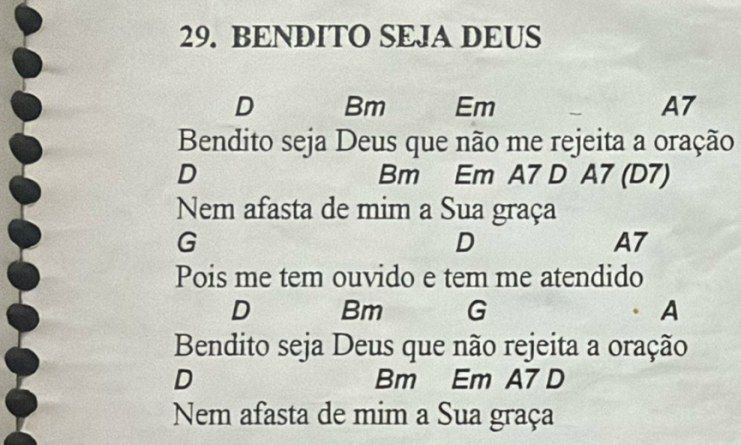 29. BENDITO SEJA DEUS
D Bm Em A7
Bendito seja Deus que não me rejeita a oração
D Bm Em A7 D A7 (D7)
Nem afasta de mim a Sua graça
G D A7
Pois me tem ouvido e tem me atendido
D Bm G A
Bendito seja Deus que não rejeita a oração
D Bm Em A7 D
Nem afasta de mim a Sua graça